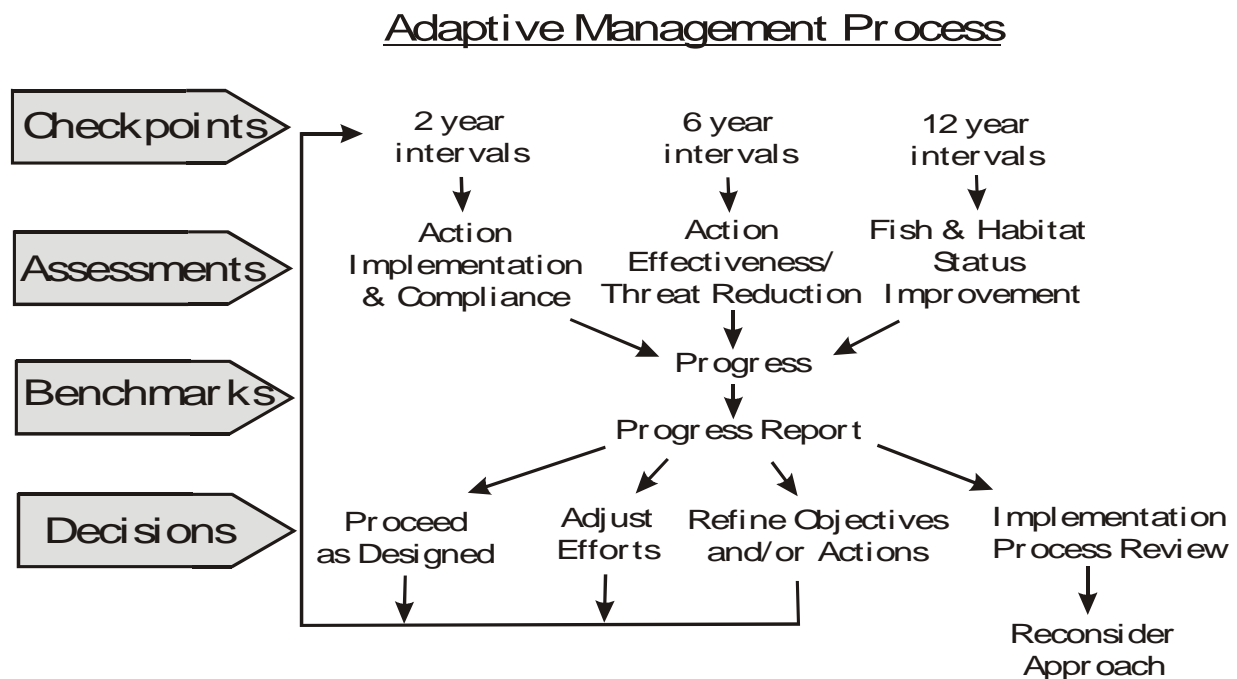 Adaptive Management Process
Checkpoints
2 year
intervals
6 year
intervals
12 year
intervals
Assessments
Action
Implementation
& Compliance
Action
Effectiveness/
Threat Reduction
Fish & Habitat
Status
Improvement
Benchmarks
Progress
Progress Report
Decisions
Proceed
as Designed
Adjust
Efforts
Refine Objectives
and/or Actions
Implementation
Process Review
Reconsider
Approach